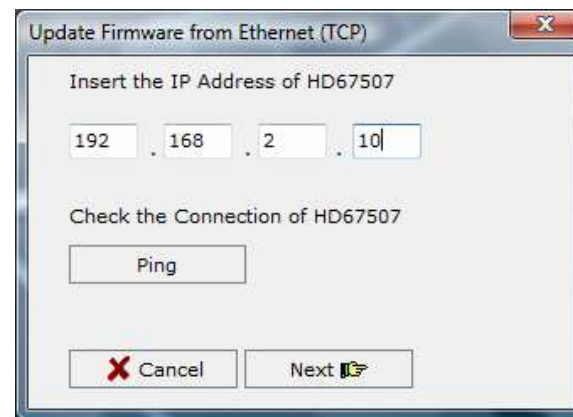 Update Firmware from Ethernet (TCP)
Insert the IP Address of HD67507
192 . 168 . 2 . 10
Check the Connection of HD67507
Ping
Cancel Next